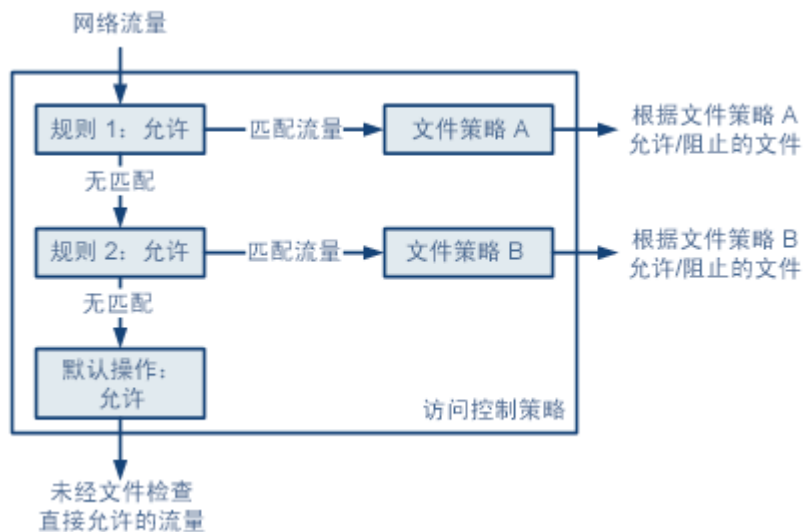 网络流量
规则 1：允许
匹配流量
文件策略 A
根据文件策略 A
允许/阻止的文件
无匹配
规则 2：允许
匹配流量
文件策略 B
根据文件策略 B
允许/阻止的文件
无匹配
默认操作：
允许
访问控制策略
未经文件检查
直接允许的流量